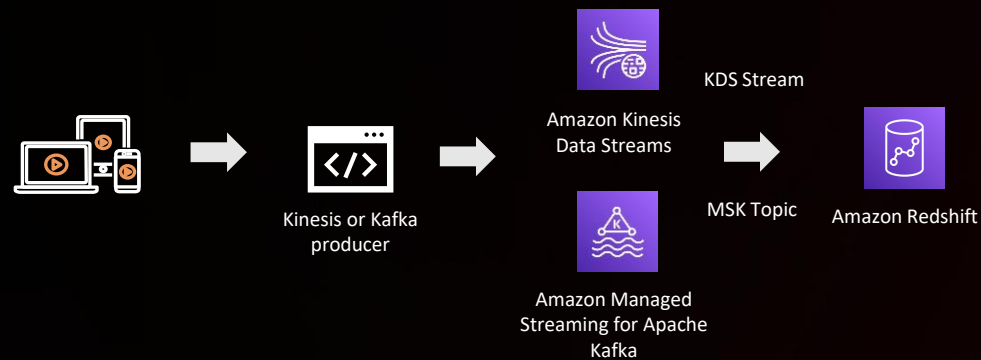 </>
Kinesis or Kafka
producer
Amazon Kinesis
Data Streams
K
Amazon Managed
Streaming for Apache
Kafka
KDS Stream
MSK Topic
Amazon Redshift